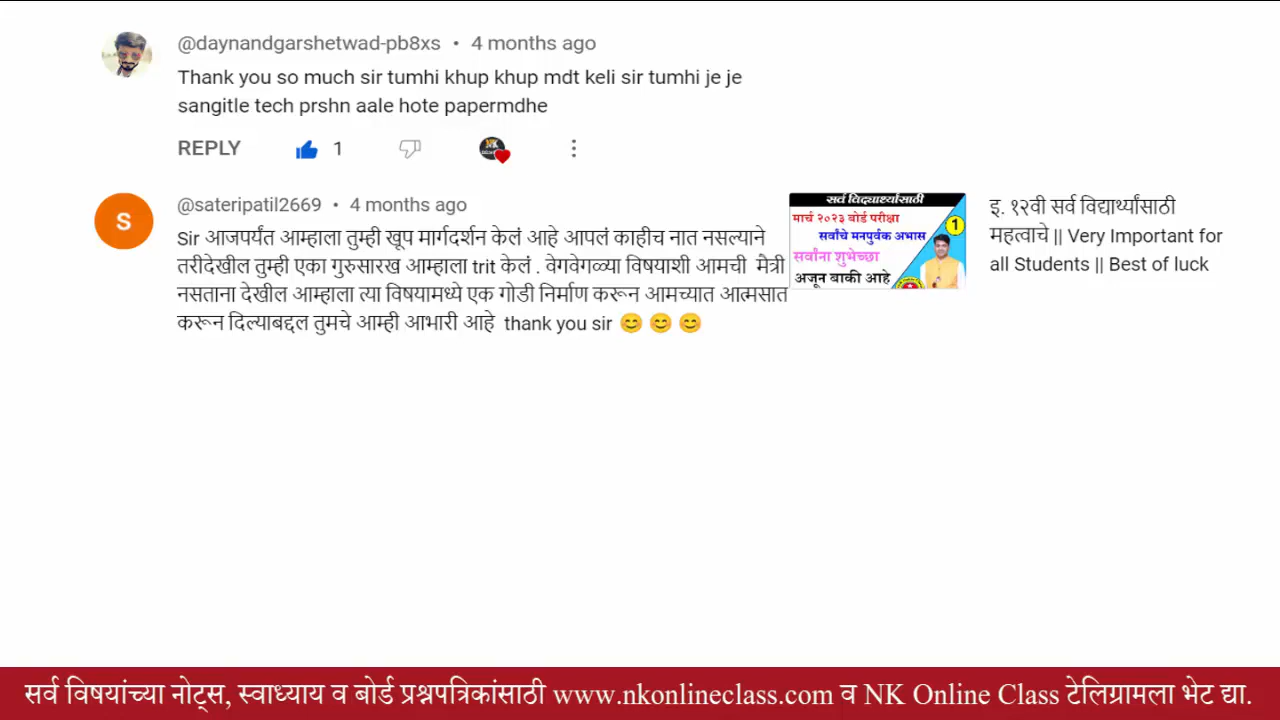 @daynandgarshetwad-pb8xs • 4 months ago
Thank you so much sir tumhi khup khup mdt keli sir tumhi je je
sangitle tech prshn aale hote papermdhe
REPLY 1
@sateripatil2669 • 4 months ago
S
Sir आजपर्यंत आम्हाला तुम्ही खूप मार्गदर्शन केलं आहे आपलं काहीच नात नसल्याने
तरीदेखील तुम्ही एका गुरुसारख आम्हाला trit केलं . वेगवेगळ्या विषयाशी आमची मैत्री
नसताना देखील आम्हाला त्या विषयामध्ये एक गोडी निर्माण करून आमच्यात आत्मसात
करून दिल्याबद्दल तुमचे आम्ही आभारी आहे thank you sir 😊 😊 😊
सर्व विद्यार्थ्यांसाठी
मार्च २०२३ बोर्ड परीक्षा
1
सर्वांचे मनपुर्वक अभास
सर्वांना शुभेच्छा
अजून बाकी आहे
इ. १२वी सर्व विद्यार्थ्यांसाठी
महत्वाचे || Very Important for
all Students || Best of luck
सर्व विषयांच्या नोट्स, स्वाध्याय व बोर्ड प्रश्नपत्रिकांसाठी www.nkonlineclass.com व NK Online Class टेलिग्रामला भेट द्या.